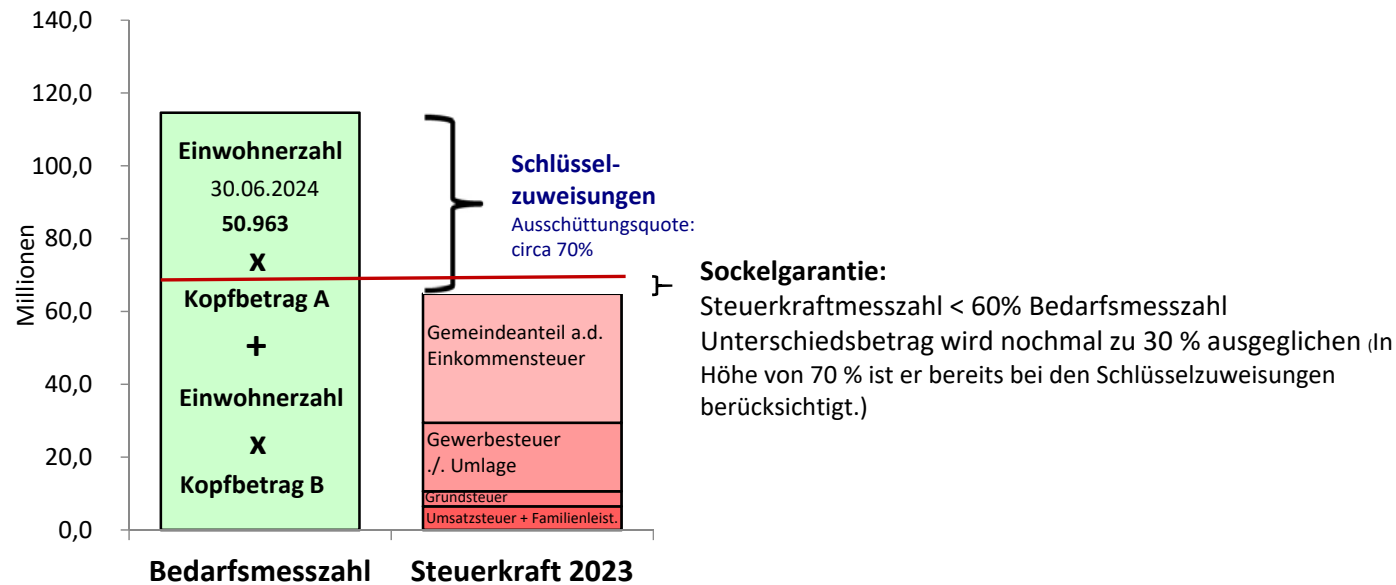 140,0
120,0
100,0
80,0
60,0
40,0
20,0
0,0
Millionen
Einwohnerzahl
30.06.2024
50.963
x
Kopfbetrag A
+
Einwohnerzahl
x
Kopfbetrag B
Schlüssel-
zuweisungen
Ausschüttungsquote:
circa 70%
Gemeindeanteil a.d.
Einkommensteuer
Gewerbesteuer
./. Umlage
Grundsteuer
Umsatzsteuer + Familienleist.
Bedarfsmesszahl
Steuerkraft 2023
Sockelgarantie:
Steuerkraftmesszahl < 60% Bedarfsmesszahl
Unterschiedsbetrag wird nochmal zu 30 % ausgeglichen (In
Höhe von 70 % ist er bereits bei den Schlüsselzuweisungen
berücksichtigt.)